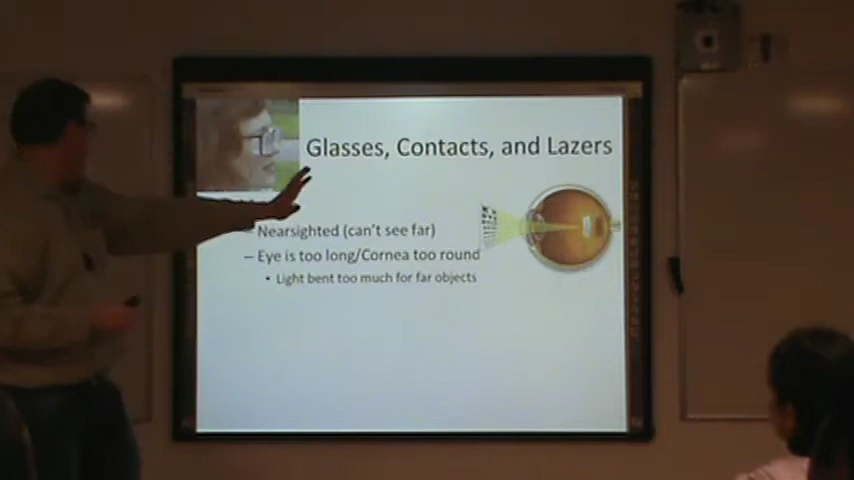 Glasses, Contacts, and Lazers
– Nearsighted (can't see far)
– Eye is too long/Cornea too round
• Light bent too much for far objects